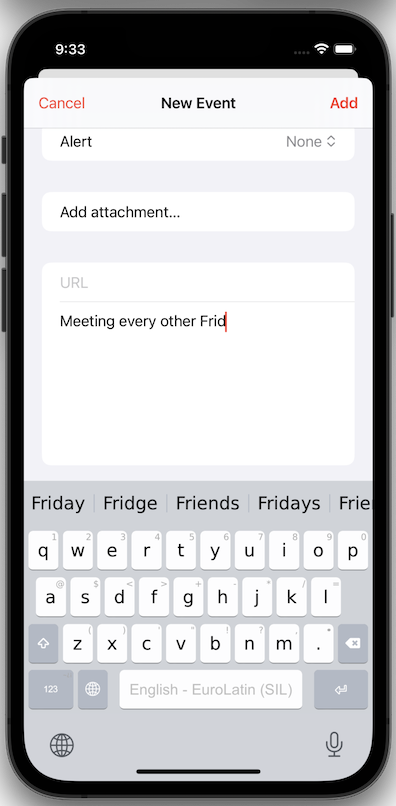 9:33
Cancel New Event Add
Alert None
Add attachment...
URL
Meeting every other Frid
Friday Fridge Friends Fridays Frie
1 2 3 4 5 6 7 8 9 0
q w e r t y u i o p
@ $ < > + - * / =
a s d f g h j k l
( ) ' " ! ? : •
z x c v b n m .
123 English - EuroLatin (SIL)